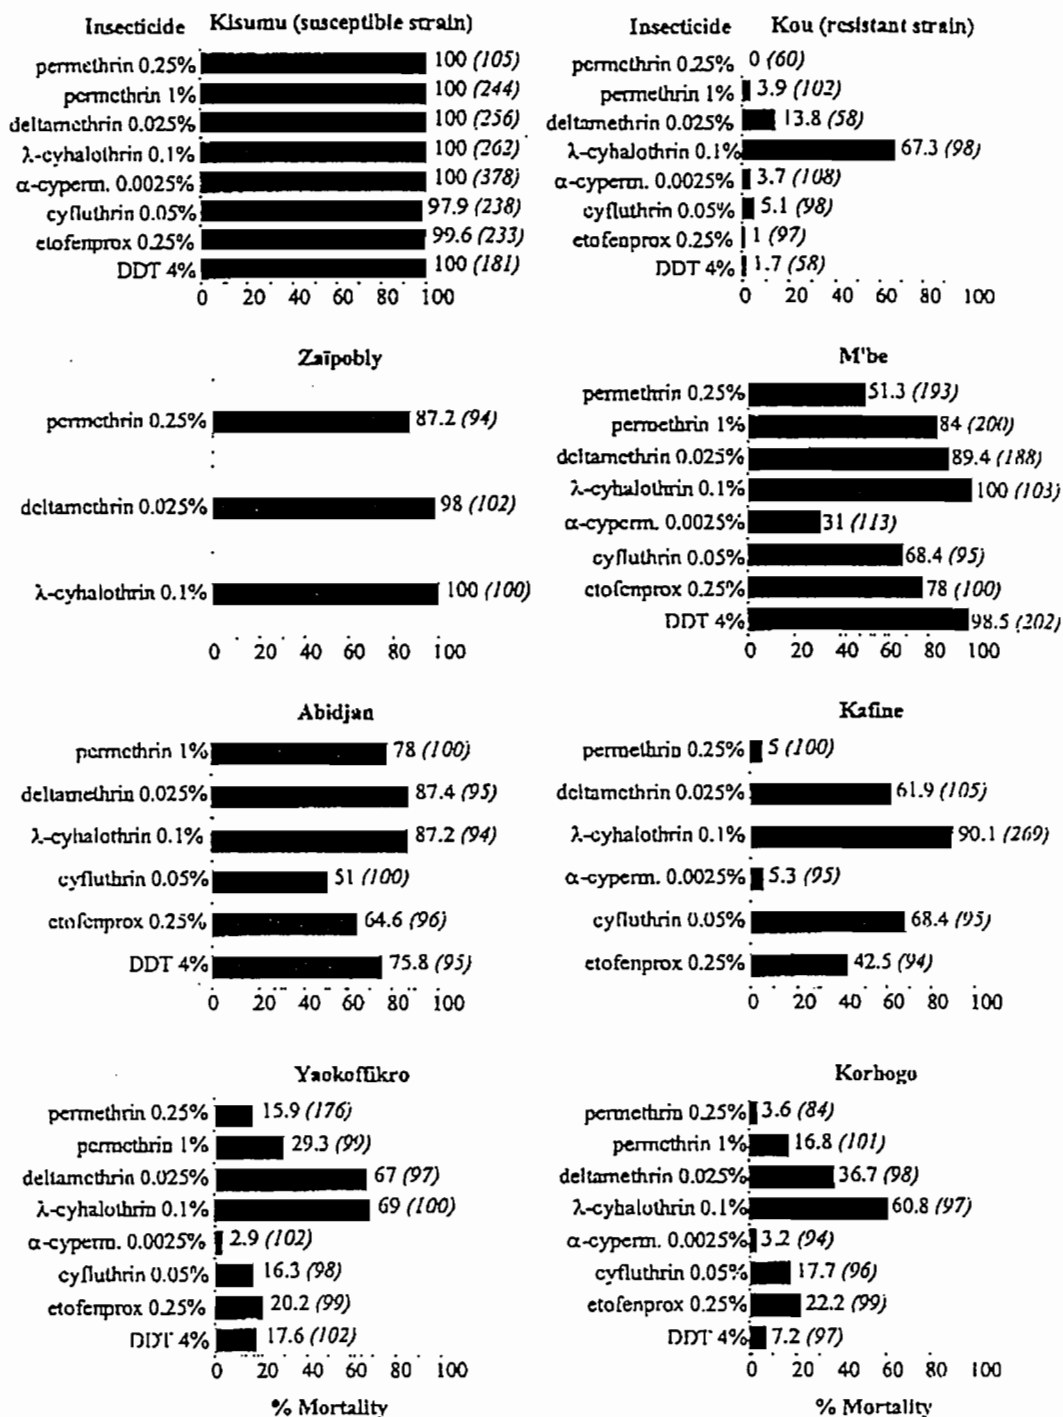 Insecticide Kisumu (susceptible strain)
permethrin 0.25% 100 (105)
permethrin 1% 100 (244)
deltamethrin 0.025% 100 (256)
λ-cyhalothrin 0.1% 100 (262)
α-cyperm. 0.0025% 100 (378)
cyfluthrin 0.05% 97.9 (238)
etofenprox 0.25% 99.6 (233)
DDT 4% 100 (181)
0 20 40 60 80 100
Insecticide Kou (resistant strain)
permethrin 0.25% 0 (60)
permethrin 1% 3.9 (102)
deltamethrin 0.025% 13.8 (58)
λ-cyhalothrin 0.1% 67.3 (98)
α-cyperm. 0.0025% 3.7 (108)
cyfluthrin 0.05% 5.1 (98)
etofenprox 0.25% 1 (97)
DDT 4% 1.7 (58)
0 20 40 60 80 100
Zaïpobly
permethrin 0.25% 87.2 (94)
deltamethrin 0.025% 98 (102)
λ-cyhalothrin 0.1% 100 (100)
0 20 40 60 80 100
M'be
permethrin 0.25% 51.3 (193)
permethrin 1% 84 (200)
deltamethrin 0.025% 89.4 (188)
λ-cyhalothrin 0.1% 100 (103)
α-cyperm. 0.0025% 31 (113)
cyfluthrin 0.05% 68.4 (95)
etofenprox 0.25% 78 (100)
DDT 4% 98.5 (202)
0 20 40 60 80 100
Abidjan
permethrin 1% 78 (100)
deltamethrin 0.025% 87.4 (95)
λ-cyhalothrin 0.1% 87.2 (94)
cyfluthrin 0.05% 51 (100)
etofenprox 0.25% 64.6 (96)
DDT 4% 75.8 (95)
0 20 40 60 80 100
Kafine
permethrin 0.25% 5 (100)
deltamethrin 0.025% 61.9 (105)
λ-cyhalothrin 0.1% 90.1 (269)
α-cyperm. 0.0025% 5.3 (95)
cyfluthrin 0.05% 68.4 (95)
etofenprox 0.25% 42.5 (94)
0 20 40 60 80 100
Yaokoffikro
permethrin 0.25% 15.9 (176)
permethrin 1% 29.3 (99)
deltamethrin 0.025% 67 (97)
λ-cyhalothrin 0.1% 69 (100)
α-cyperm. 0.0025% 2.9 (102)
cyfluthrin 0.05% 16.3 (98)
etofenprox 0.25% 20.2 (99)
DDT 4% 17.6 (102)
0 20 40 60 80 100
% Mortality
Korhogo
permethrin 0.25% 3.6 (84)
permethrin 1% 16.8 (101)
deltamethrin 0.025% 36.7 (98)
λ-cyhalothrin 0.1% 60.8 (97)
α-cyperm. 0.0025% 3.2 (94)
cyfluthrin 0.05% 17.7 (96)
etofenprox 0.25% 22.2 (99)
DDT 4% 7.2 (97)
0 20 40 60 80 100
% Mortality